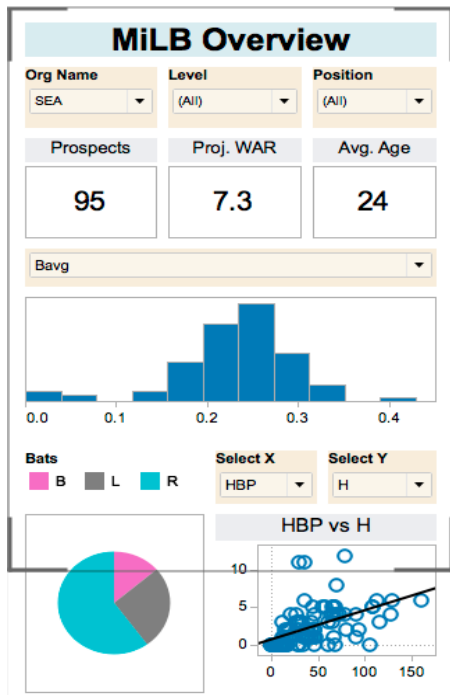 MiLB Overview
Org Name Level Position
SEA (All) (All)
Prospects Proj. WAR Avg. Age
95 7.3 24
Bavg
0.0 0.1 0.2 0.3 0.4
Bats Select X Select Y
B L R HBP H
HBP vs H
10
5
0
0 50 100 150